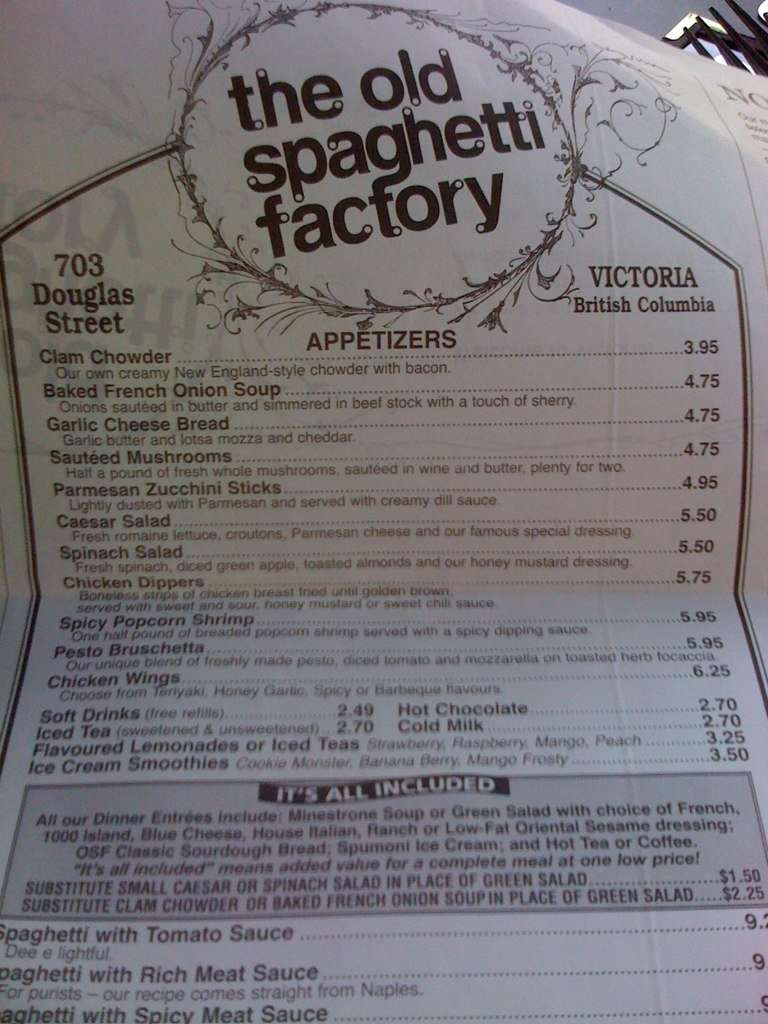 the old
spaghetti
factory
703
Douglas
Street
VICTORIA
British Columbia
APPETIZERS
Clam Chowder 3.95
Our own creamy New England-style chowder with bacon.
Baked French Onion Soup 4.75
Onions sautéed in butter and simmered in beef stock with a touch of sherry.
Garlic Cheese Bread 4.75
Garlic butter and lotsa mozza and cheddar.
Sautéed Mushrooms 4.75
Half a pound of fresh whole mushrooms, sautéed in wine and butter, plenty for two.
Parmesan Zucchini Sticks 4.95
Lightly dusted with Parmesan and served with creamy dill sauce.
Caesar Salad 5.50
Fresh romaine lettuce, croutons, Parmesan cheese and our famous special dressing.
Spinach Salad 5.50
Fresh spinach, diced green apple, toasted almonds and our honey mustard dressing.
Chicken Dippers 5.75
Boneless strips of chicken breast fried until golden brown,
served with sweet and sour, honey mustard or sweet chili sauce.
Spicy Popcorn Shrimp 5.95
One half pound of breaded popcorn shrimp served with a spicy dipping sauce.
Pesto Bruschetta 5.95
Our unique blend of freshly made pesto, diced tomato and mozzarella on toasted herb focaccia.
Chicken Wings 6.25
Choose from Teriyaki, Honey Garlic, Spicy or Barbeque flavours.
Soft Drinks (free refills) 2.49 Hot Chocolate 2.70
Iced Tea (sweetened & unsweetened) 2.70 Cold Milk 2.70
Flavoured Lemonades or Iced Teas Strawberry, Raspberry, Mango, Peach 3.25
Ice Cream Smoothies Cookie Monster, Banana Berry, Mango Frosty 3.50
IT'S ALL INCLUDED
All our Dinner Entrées include: Minestrone Soup or Green Salad with choice of French,
1000 Island, Blue Cheese, House Italian, Ranch or Low-Fat Oriental Sesame dressing;
OSF Classic Sourdough Bread; Spumoni Ice Cream; and Hot Tea or Coffee.
"It's all included" means added value for a complete meal at one low price!
SUBSTITUTE SMALL CAESAR OR SPINACH SALAD IN PLACE OF GREEN SALAD $1.50
SUBSTITUTE CLAM CHOWDER OR BAKED FRENCH ONION SOUP IN PLACE OF GREEN SALAD $2.25
Spaghetti with Tomato Sauce 9.
Dee e lightful.
paghetti with Rich Meat Sauce 9
For purists – our recipe comes straight from Naples.
aghetti with Spicy Meat Sauce